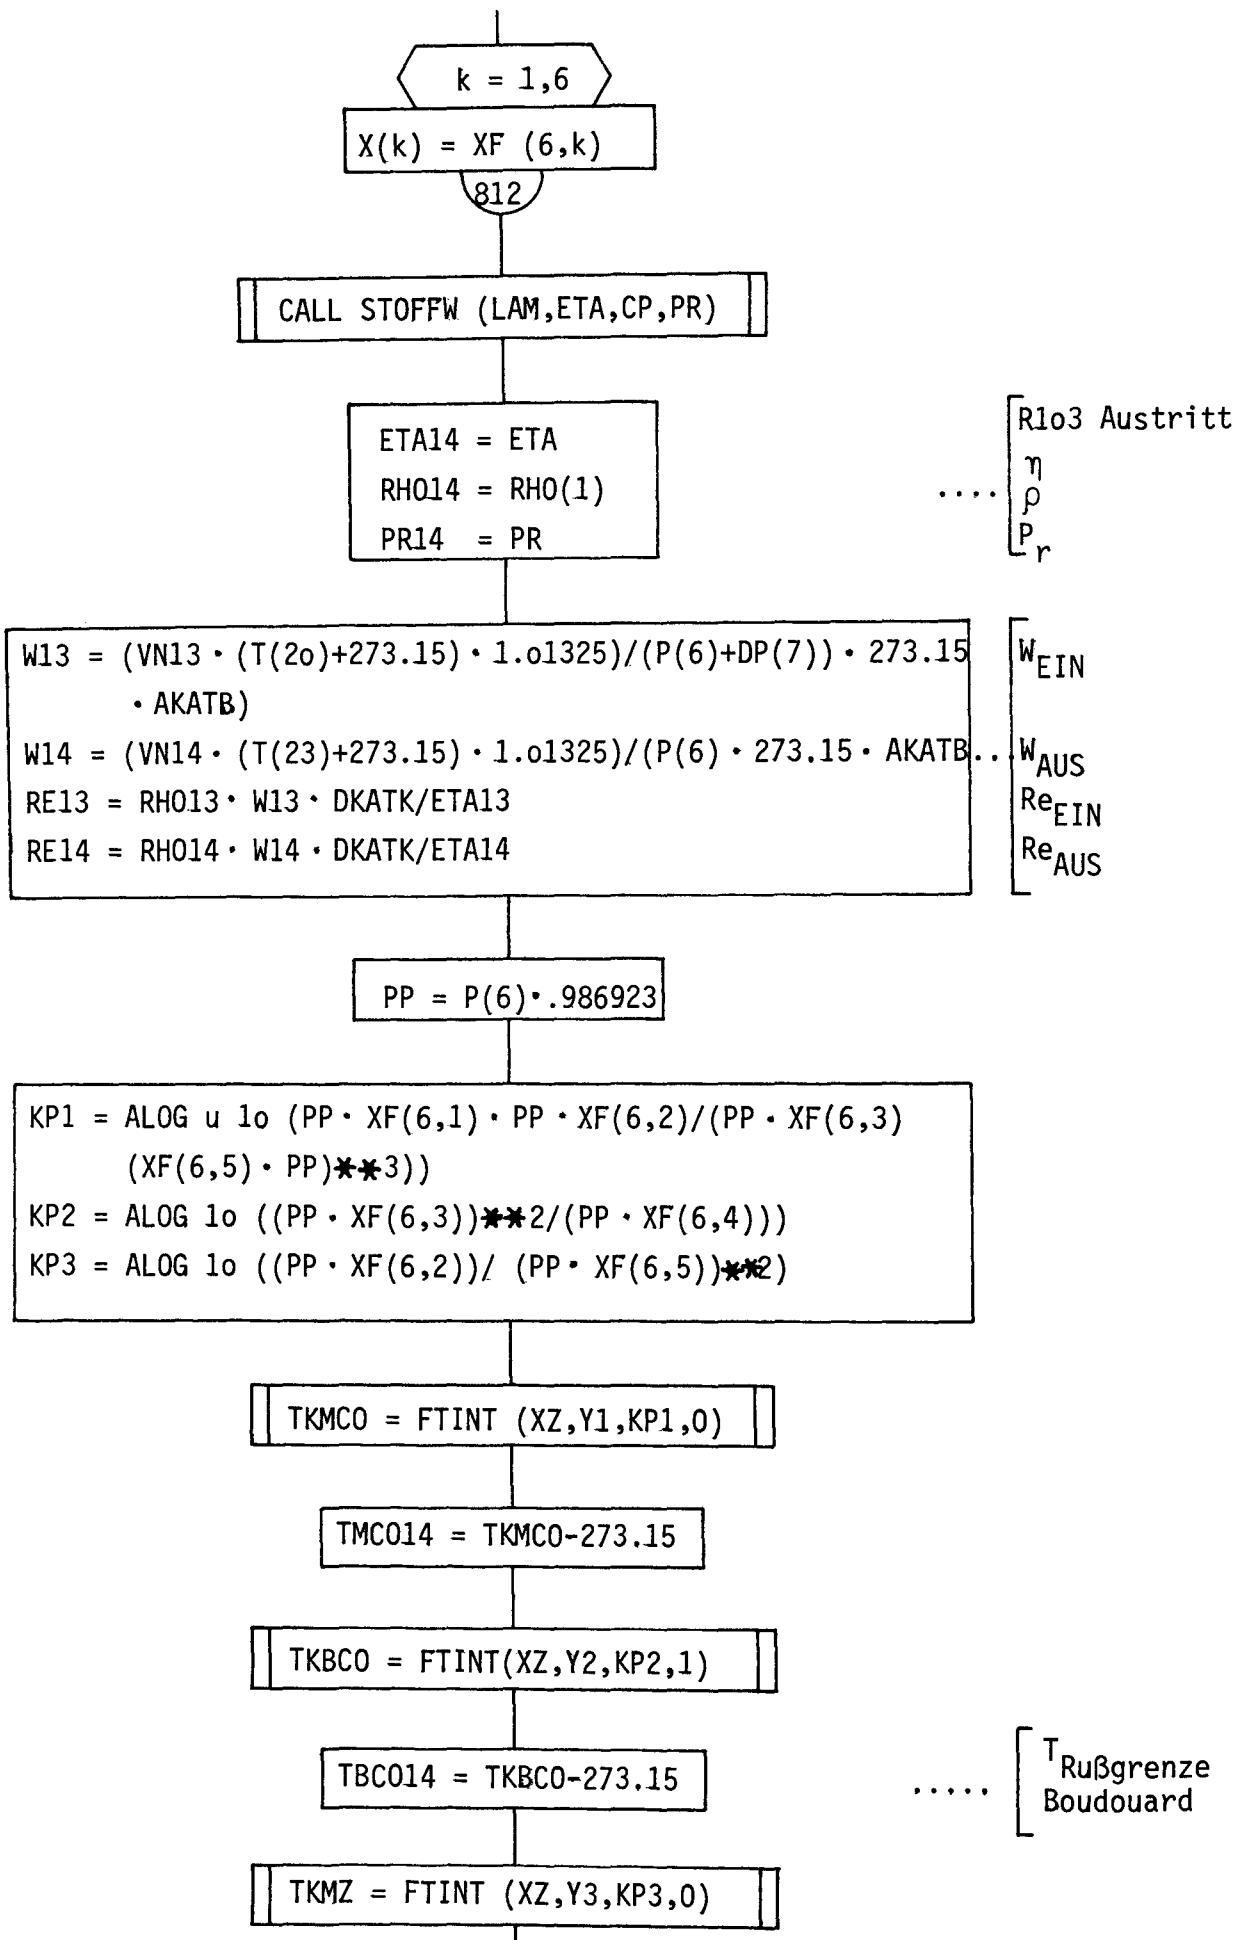 k = 1,6
X(k) = XF (6,k)
812
CALL STOFFW (LAM,ETA,CP,PR)
ETA14 = ETA
RHO14 = RHO(1)
PR14 = PR
....
R1o3 Austritt
η
ρ
Pr
W13 = (VN13 · (T(2o)+273.15) · 1.o1325)/(P(6)+DP(7)) · 273.15
· AKATB)
W14 = (VN14 · (T(23)+273.15) · 1.o1325)/(P(6) · 273.15 · AKATB...
RE13 = RHO13 · W13 · DKATK/ETA13
RE14 = RHO14 · W14 · DKATK/ETA14
WEIN
WAUS
ReEIN
ReAUS
PP = P(6)·.986923
KP1 = ALOG u 1o (PP · XF(6,1) · PP · XF(6,2)/(PP · XF(6,3)
(XF(6,5) · PP)**3))
KP2 = ALOG 1o ((PP · XF(6,3))**2/(PP · XF(6,4)))
KP3 = ALOG 1o ((PP · XF(6,2))/ (PP · XF(6,5))**2)
TKMCO = FTINT (XZ,Y1,KP1,0)
TMCO14 = TKMCO-273.15
TKBCO = FTINT(XZ,Y2,KP2,1)
TBCO14 = TKBCO-273.15
.....
TRußgrenze
Boudouard
TKMZ = FTINT (XZ,Y3,KP3,0)